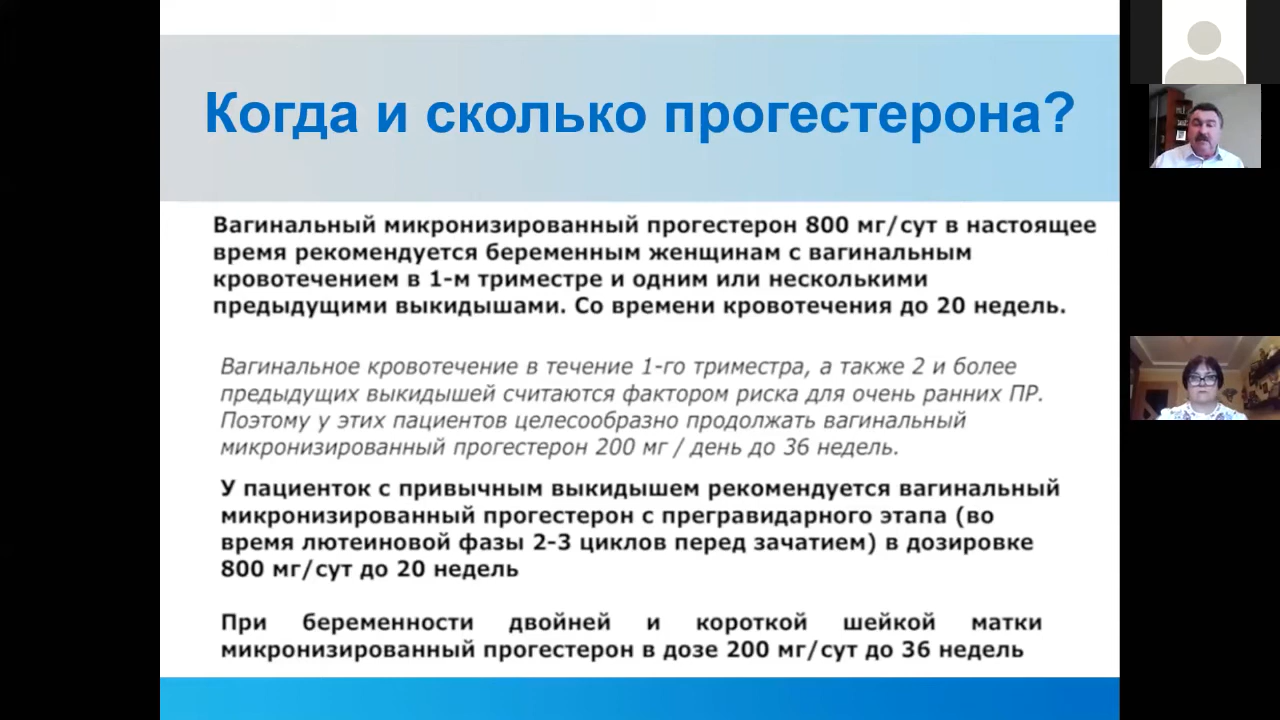 Когда и сколько прогестерона?
Вагинальный микронизированный прогестерон 800 мг/сут в настоящее
время рекомендуется беременным женщинам с вагинальным
кровотечением в 1-м триместре и одним или несколькими
предыдущими выкидышами. Со времени кровотечения до 20 недель.
Вагинальное кровотечение в течение 1-го триместра, а также 2 и более
предыдущих выкидышей считаются фактором риска для очень ранних ПР.
Поэтому у этих пациентов целесообразно продолжать вагинальный
микронизированный прогестерон 200 мг / день до 36 недель.
У пациенток с привычным выкидышем рекомендуется вагинальный
микронизированный прогестерон с прегравидарного этапа (во
время лютеиновой фазы 2-3 циклов перед зачатием) в дозировке
800 мг/сут до 20 недель
При беременности двойней и короткой шейкой матки
микронизированный прогестерон в дозе 200 мг/сут до 36 недель